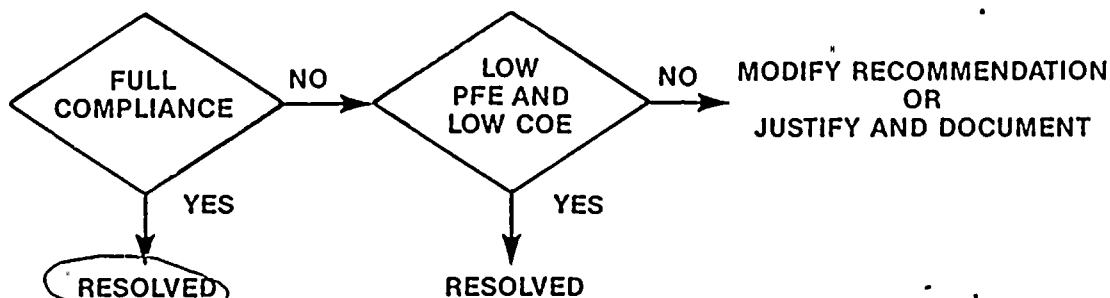 FULL
COMPLIANCE
NO
LOW
PFE AND
LOW COE
NO
MODIFY RECOMMENDATION
OR
JUSTIFY AND DOCUMENT
YES
YES
RESOLVED
RESOLVED